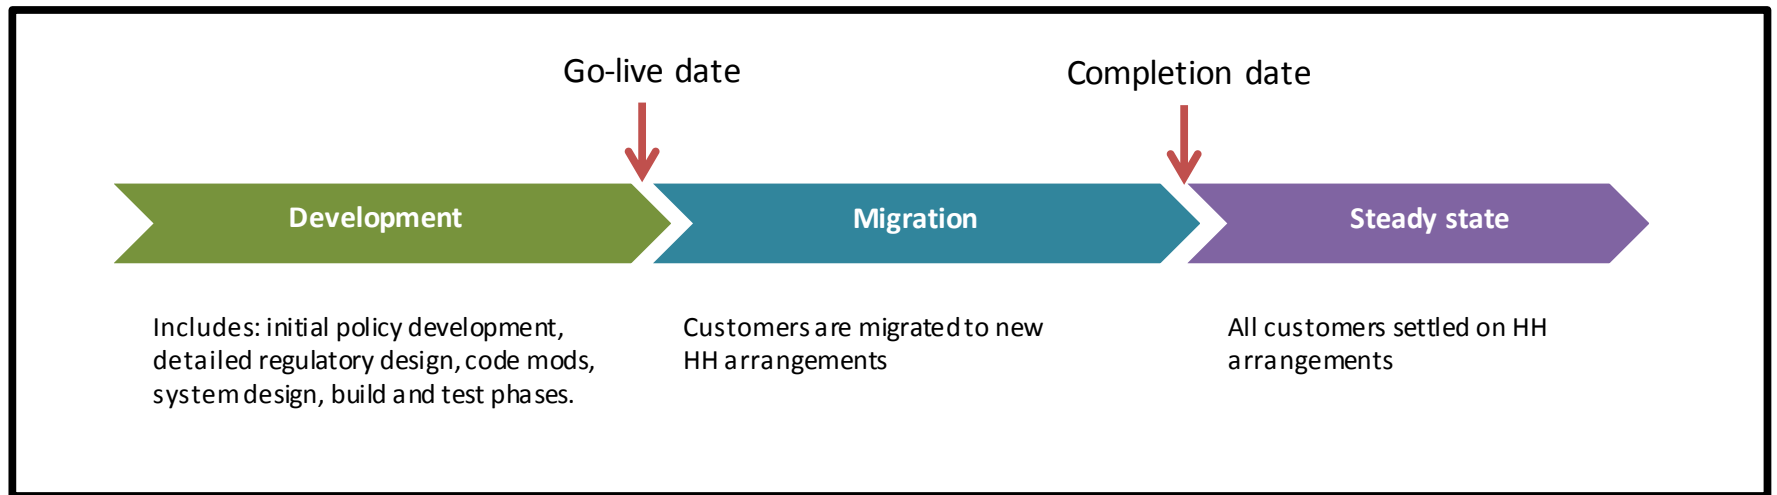 Go-live date
Completion date
Development
Migration
Steady state
Includes: initial policy development,
detailed regulatory design, code mods,
system design, build and test phases.
Customers are migrated to new
HH arrangements
All customers settled on HH
arrangements